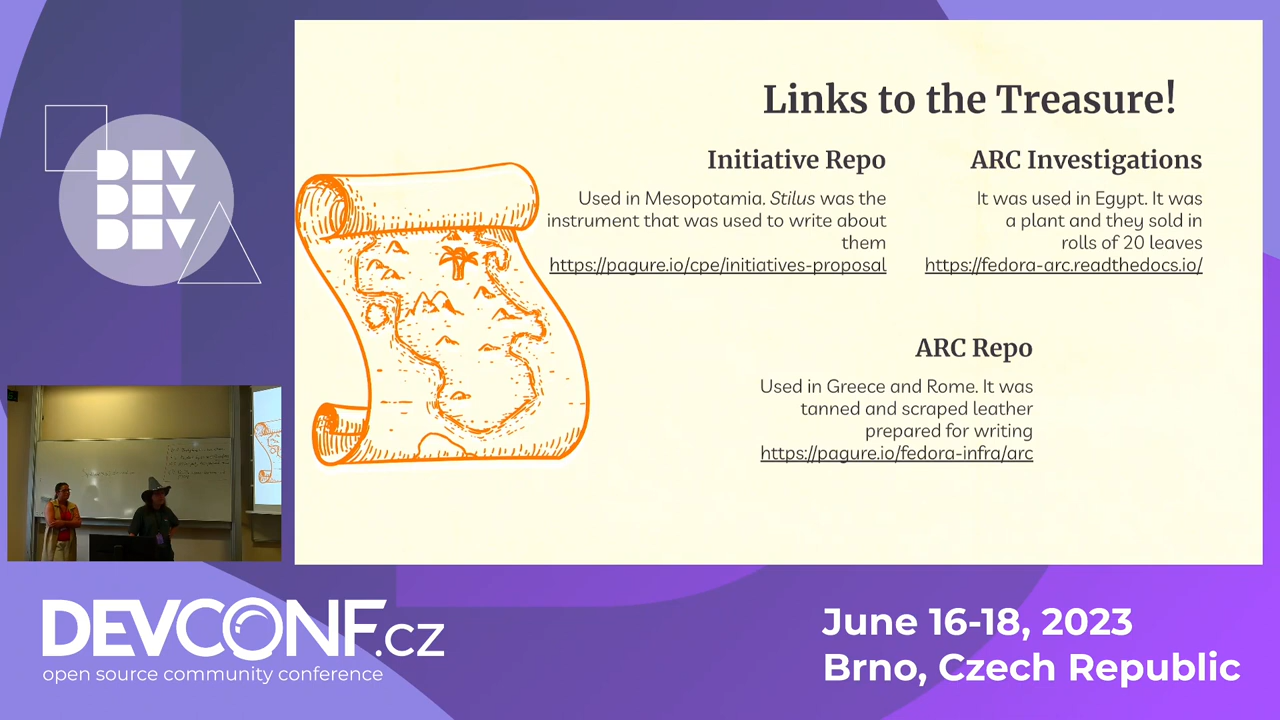 Links to the Treasure!
Initiative Repo
Used in Mesopotamia. Stilus was the
instrument that was used to write about
them
https://pagure.io/cpe/initiatives-proposal
ARC Investigations
It was used in Egypt. It was
a plant and they sold in
rolls of 20 leaves
https://fedora-arc.readthedocs.io/
ARC Repo
Used in Greece and Rome. It was
tanned and scraped leather
prepared for writing
https://pagure.io/fedora-infra/arc
DEV
DEV
DEV
DEVCONF.cz
open source community conference
June 16-18, 2023
Brno, Czech Republic